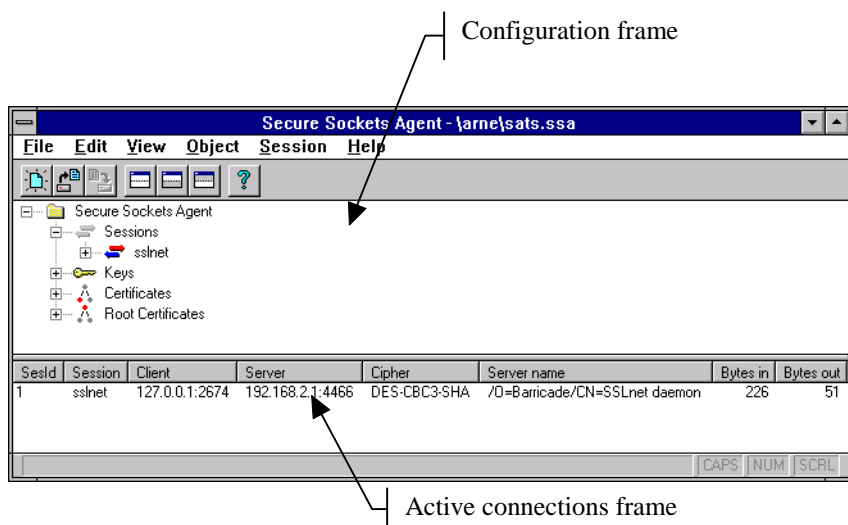 Configuration frame
Secure Sockets Agent - \arne\sats.ssa
File Edit View Object Session Help
Secure Sockets Agent
Sessions
sslnet
Keys
Certificates
Root Certificates
SesId Session Client Server Cipher Server name Bytes in Bytes out
1 sslnet 127.0.0.1:2674 192.168.2.1:4466 DES-CBC3-SHA /O=Barricade/CN=SSLnet daemon 226 51
CAPS NUM SCRL
Active connections frame